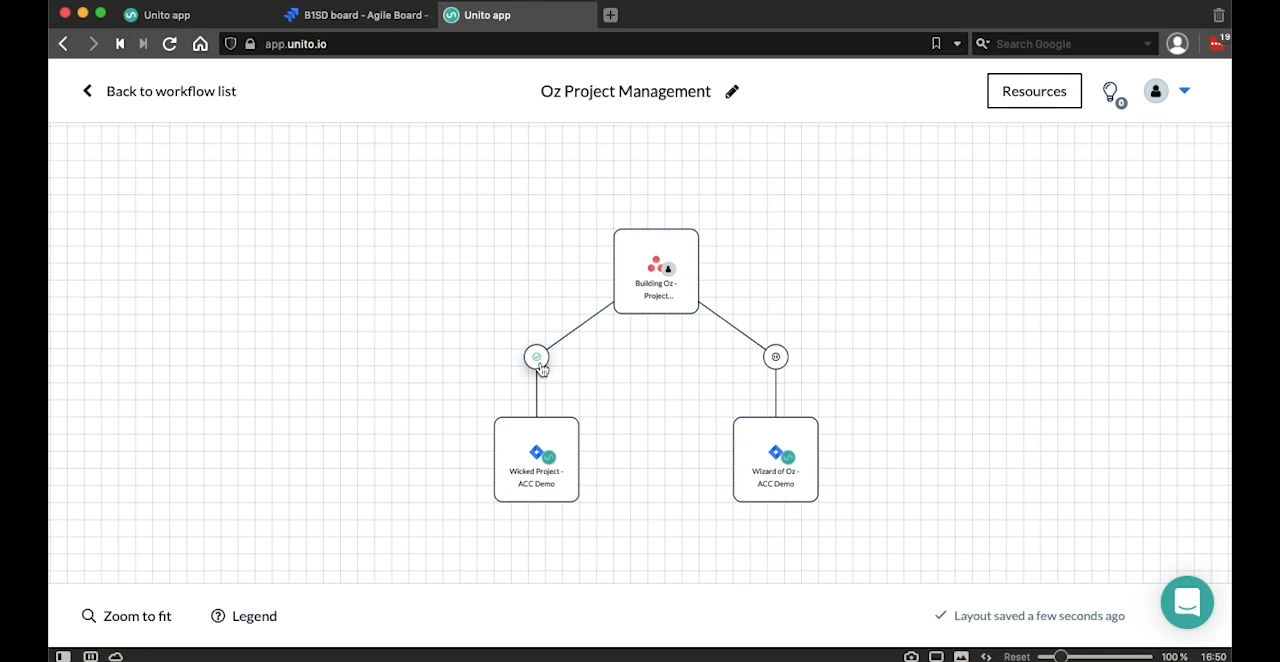 Unito app
B1SD board - Agile Board -
Unito app
app.unito.io
Search Google
19
Back to workflow list
Oz Project Management
Resources
0
Building Oz -
Project...
Wicked Project -
ACC Demo
Wizard of Oz -
ACC Demo
Zoom to fit
Legend
Layout saved a few seconds ago
Reset
100 %
16:50